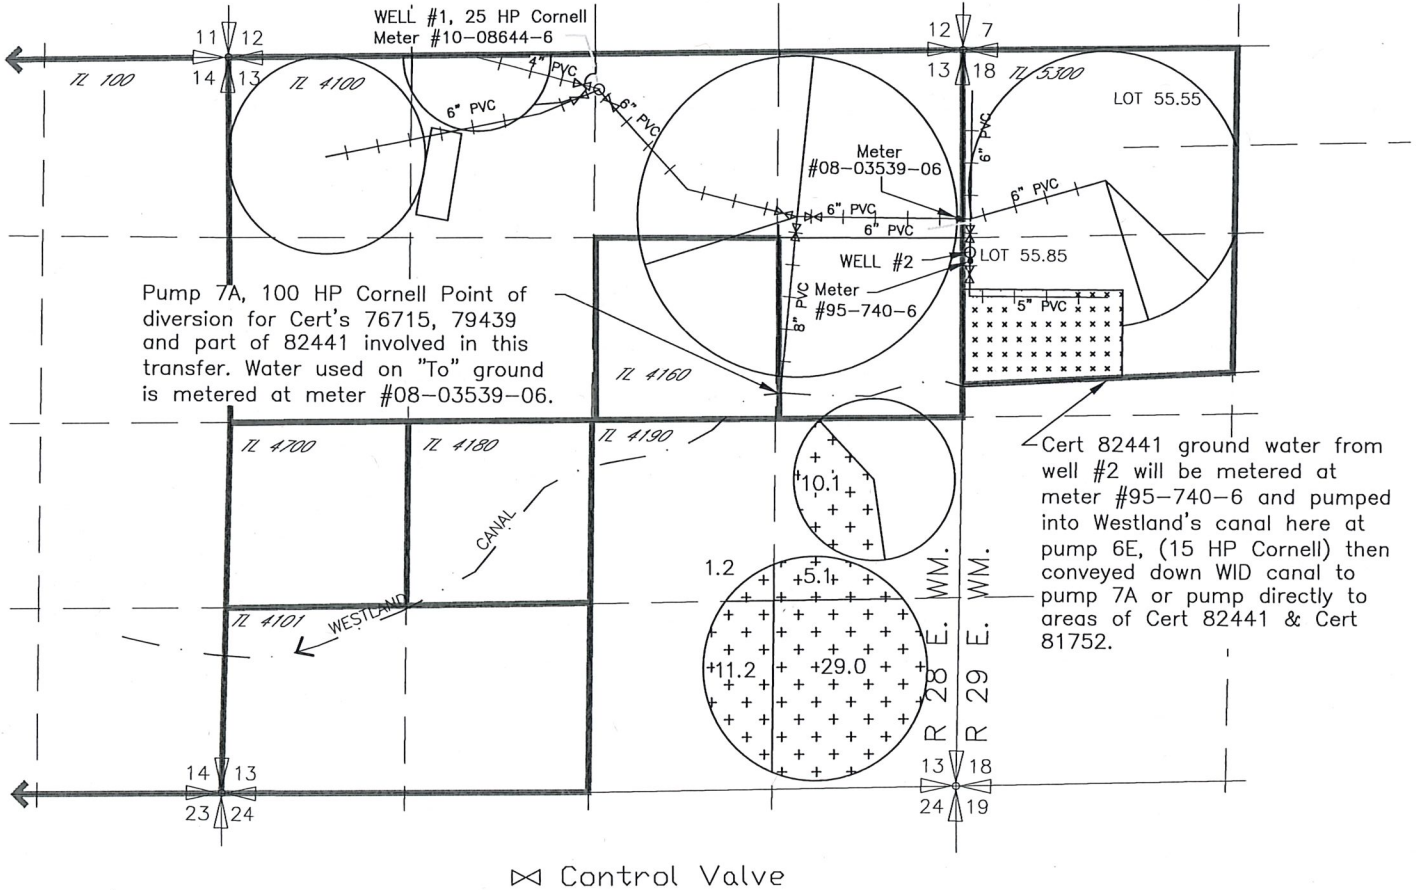 WELL #1, 25 HP Cornell
Meter #10-08644-6
11 12
14 13
TL 100
TL 4100
4" PVC
6" PVC
6" PVC
12 7
13 18
TL 5300
LOT 55.55
6" PVC
Meter
#08-03539-06
6" PVC
6" PVC
6" PVC
WELL #2
LOT 55.85
Meter
#95-740-6
8" PVC
5" PVC
Pump 7A, 100 HP Cornell Point of
diversion for Cert's 76715, 79439
and part of 82441 involved in this
transfer. Water used on "To" ground
is metered at meter #08-03539-06.
TL 4160
TL 4700
TL 4180
TL 4190
CANAL
WESTLAND
TL 4101
10.1
1.2
5.1
11.2
29.0
R 28 E. WM.
R 29 E. WM.
Cert 82441 ground water from
well #2 will be metered at
meter #95-740-6 and pumped
into Westland's canal here at
pump 6E, (15 HP Cornell) then
conveyed down WID canal to
pump 7A or pump directly to
areas of Cert 82441 & Cert
81752.
14 13
23 24
13 18
24 19
Control Valve